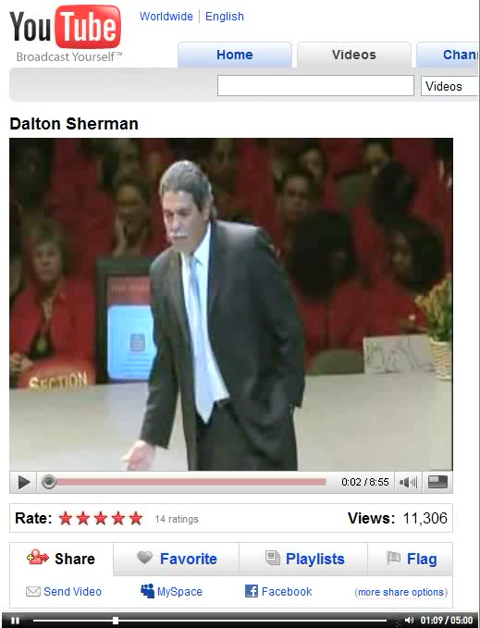 YouTube
Worldwide | English
Broadcast Yourself™
Home
Videos
Chan
Videos
Dalton Sherman
SECTION
0:02 / 8:55
Rate:
14 ratings
Views: 11,306
Share
Favorite
Playlists
Flag
Send Video
MySpace
Facebook
(more share options)
01:09 / 05:00